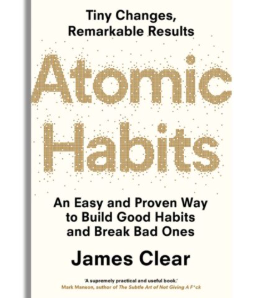 Tiny Changes,
Remarkable Results
Atomic
Habits
An Easy and Proven Way
to Build Good Habits
and Break Bad Ones
James Clear
'A supremely practical and useful book.'
Mark Manson, author of The Subtle Art of Not Giving A F*ck